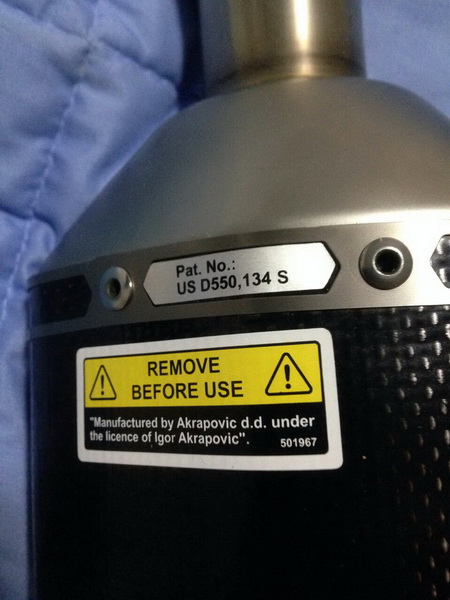 Pat. No.:
US D550,134 S
REMOVE
BEFORE USE
"Manufactured by Akrapovic d.d. under
the licence of Igor Akrapovic".
501967